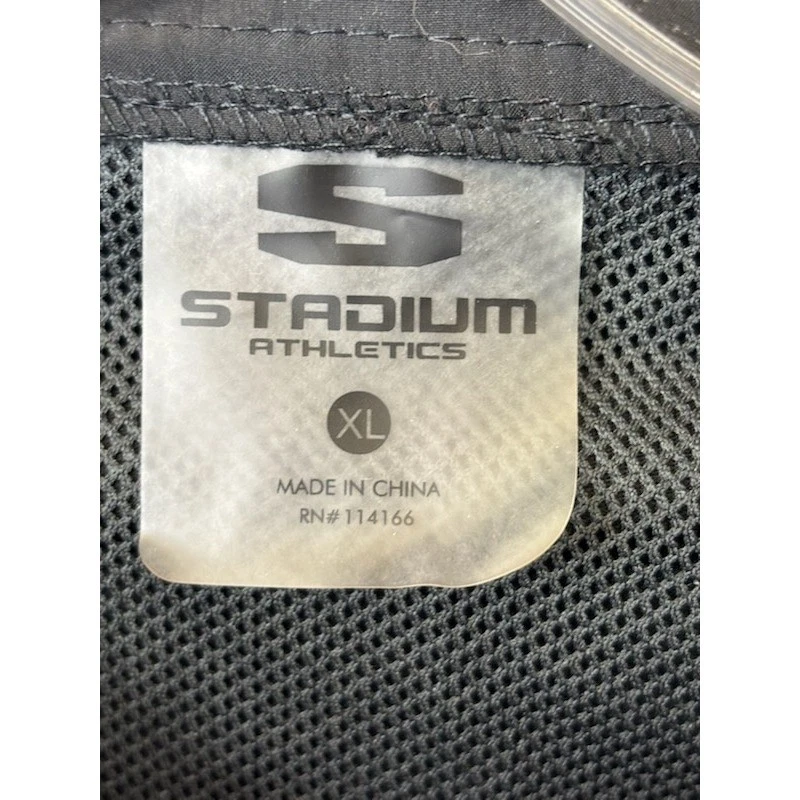 S
STADIUM
ATHLETICS
XL
MADE IN CHINA
RN#114166